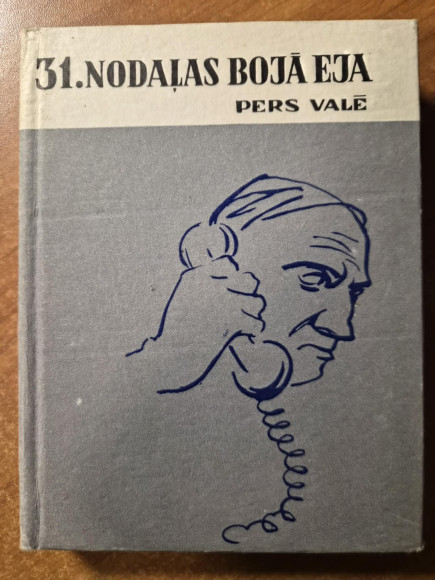 31.NODAĻAS BOJĀ EJA
PERS VALĒ